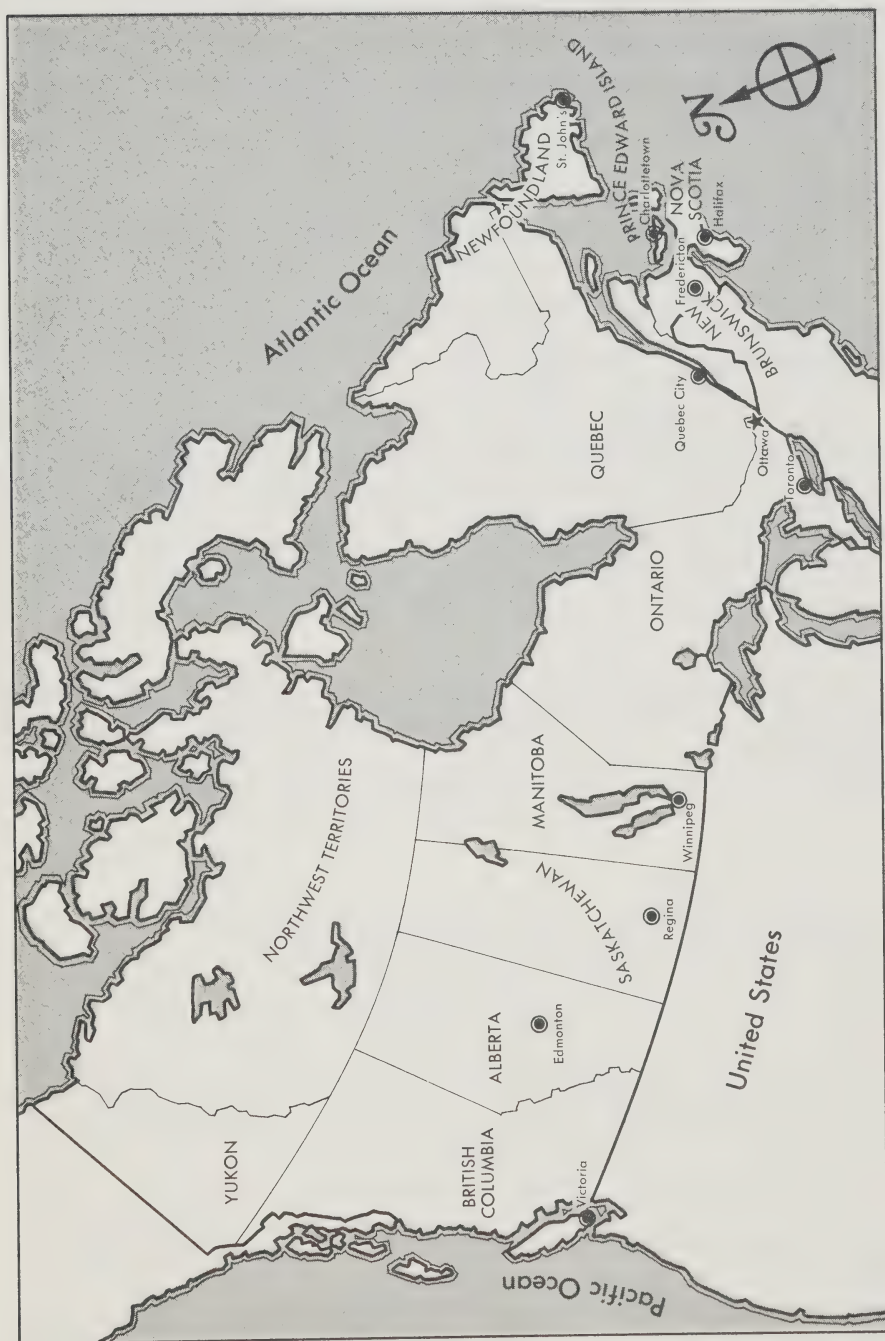 Atlantic Ocean
Pacific Ocean
YUKON
NORTHWEST TERRITORIES
BRITISH
COLUMBIA
Victoria
ALBERTA
Edmonton
SASKATCHEWAN
Regina
MANITOBA
Winnipeg
ONTARIO
Toronto
Ottawa
QUEBEC
Quebec City
NEWFOUNDLAND
St. John's
PRINCE EDWARD ISLAND
Charlottetown
NOVA
SCOTIA
Halifax
NEW
BRUNSWICK
Fredericton
United States
N